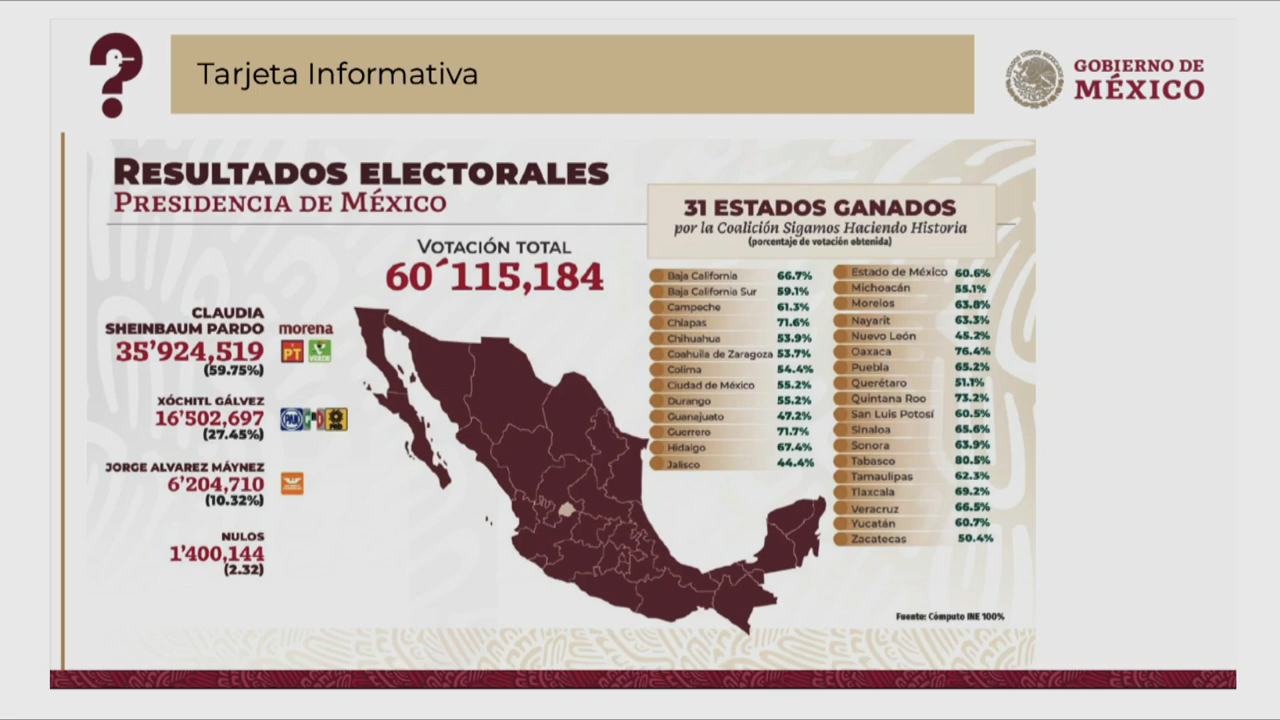 Tarjeta Informativa
GOBIERNO DE
MÉXICO
RESULTADOS ELECTORALES
PRESIDENCIA DE MÉXICO
VOTACIÓN TOTAL
60´115,184
CLAUDIA
SHEINBAUM PARDO
morena
35'924,519
PT
VERDE
(59.75%)
XÓCHITL GÁLVEZ
16'502,697
PAN
PRI
PRD
(27.45%)
JORGE ALVAREZ MÁYNEZ
6'204,710
(10.32%)
NULOS
1'400,144
(2.32)
31 ESTADOS GANADOS
por la Coalición Sigamos Haciendo Historia
(porcentaje de votación obtenida)
Baja California 66.7%
Baja California Sur 59.1%
Campeche 61.3%
Chiapas 71.6%
Chihuahua 53.9%
Coahuila de Zaragoza 53.7%
Colima 54.4%
Ciudad de México 55.2%
Durango 55.2%
Guanajuato 47.2%
Guerrero 71.7%
Hidalgo 67.4%
Jalisco 44.4%
Estado de México 60.6%
Michoacán 55.1%
Morelos 63.8%
Nayarit 63.3%
Nuevo León 45.2%
Oaxaca 76.4%
Puebla 65.2%
Querétaro 51.1%
Quintana Roo 73.2%
San Luis Potosí 60.5%
Sinaloa 65.6%
Sonora 63.9%
Tabasco 80.5%
Tamaulipas 62.3%
Tlaxcala 69.2%
Veracruz 66.5%
Yucatán 60.7%
Zacatecas 50.4%
Fuente: Cómputo INE 100%